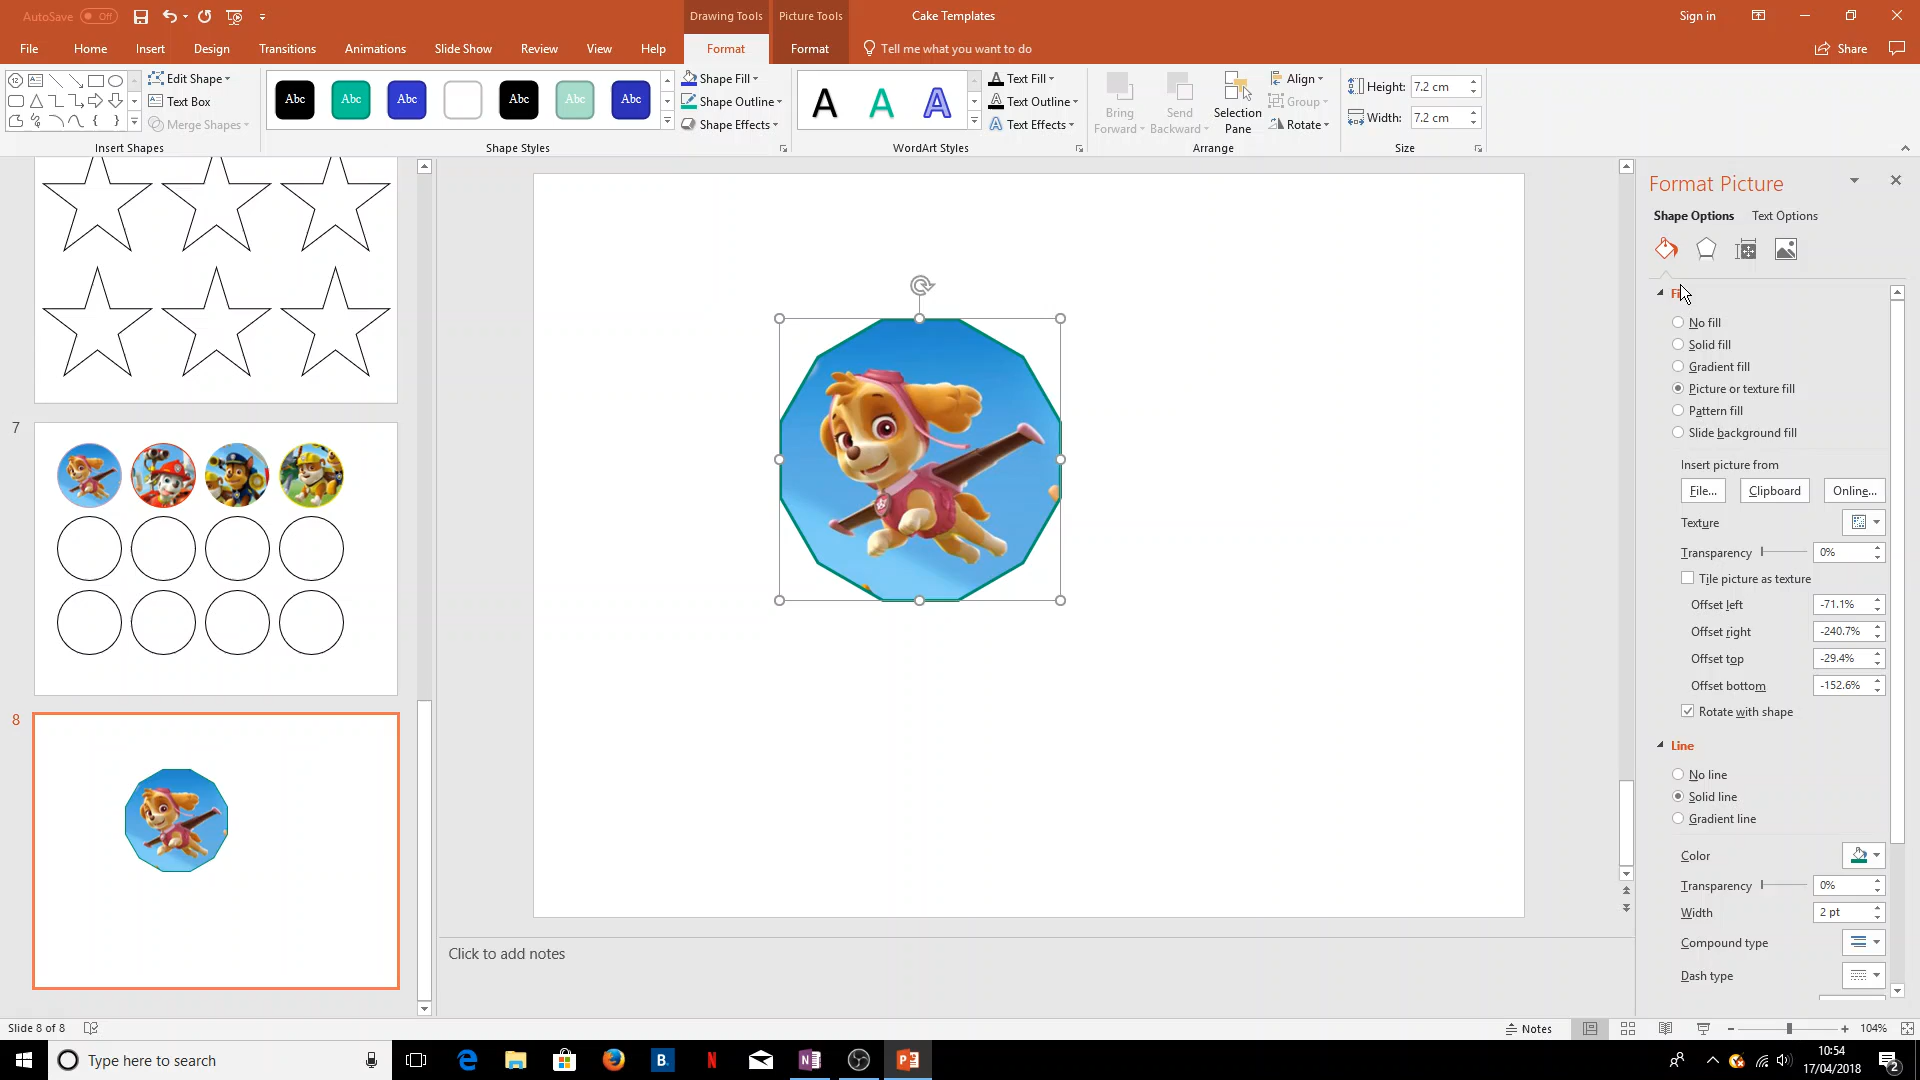 AutoSave Off
Drawing Tools Picture Tools
Cake Templates
Sign in
File Home Insert Design Transitions Animations Slide Show Review View Help Format Format Tell me what you want to do
Share
Edit Shape
Text Box
Merge Shapes
Insert Shapes
Abc Abc Abc Abc Abc Abc
Shape Fill
Shape Outline
Shape Effects
Shape Styles
A A A
Text Fill
Text Outline
Text Effects
WordArt Styles
Bring Forward
Send Backward
Selection Pane
Align
Group
Rotate
Arrange
Height: 7.2 cm
Width: 7.2 cm
Size
7
8
Click to add notes
Format Picture
Shape Options Text Options
No fill
Solid fill
Gradient fill
Picture or texture fill
Pattern fill
Slide background fill
Insert picture from
File... Clipboard Online...
Texture
Transparency 0%
Tile picture as texture
Offset left -71.1%
Offset right -240.7%
Offset top -29.4%
Offset bottom -152.6%
Rotate with shape
Line
No line
Solid line
Gradient line
Color
Transparency 0%
Width 2 pt
Compound type
Dash type
Slide 8 of 8
Notes
104%
Type here to search
B.
10:54
17/04/2018
2